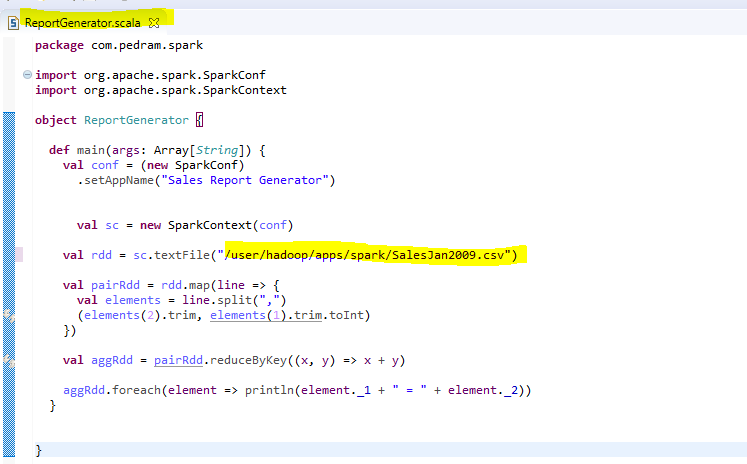 ReportGenerator.scala
package com.pedram.spark
import org.apache.spark.SparkConf
import org.apache.spark.SparkContext
object ReportGenerator {
def main(args: Array[String]) {
val conf = (new SparkConf)
.setAppName("Sales Report Generator")
val sc = new SparkContext(conf)
val rdd = sc.textFile("/user/hadoop/apps/spark/SalesJan2009.csv")
val pairRdd = rdd.map(line => {
val elements = line.split(",")
(elements(2).trim, elements(1).trim.toInt)
})
val aggRdd = pairRdd.reduceByKey((x, y) => x + y)
aggRdd.foreach(element => println(element._1 + " = " + element._2))
}
}